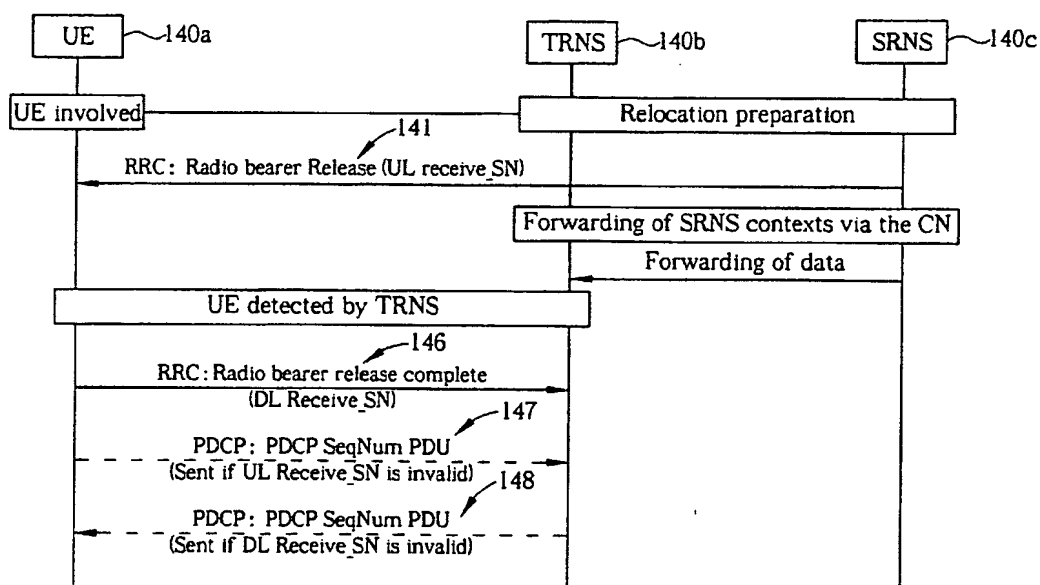 UE
140a
TRNS
140b
SRNS
140c
UE involved
Relocation preparation
141
RRC: Radio bearer Release (UL receive_SN)
Forwarding of SRNS contexts via the CN
Forwarding of data
UE detected by TRNS
146
RRC: Radio bearer release complete
(DL Receive_SN)
147
PDCP: PDCP SeqNum PDU
(Sent if UL Receive_SN is invalid)
148
PDCP: PDCP SeqNum PDU
(Sent if DL Receive_SN is invalid)